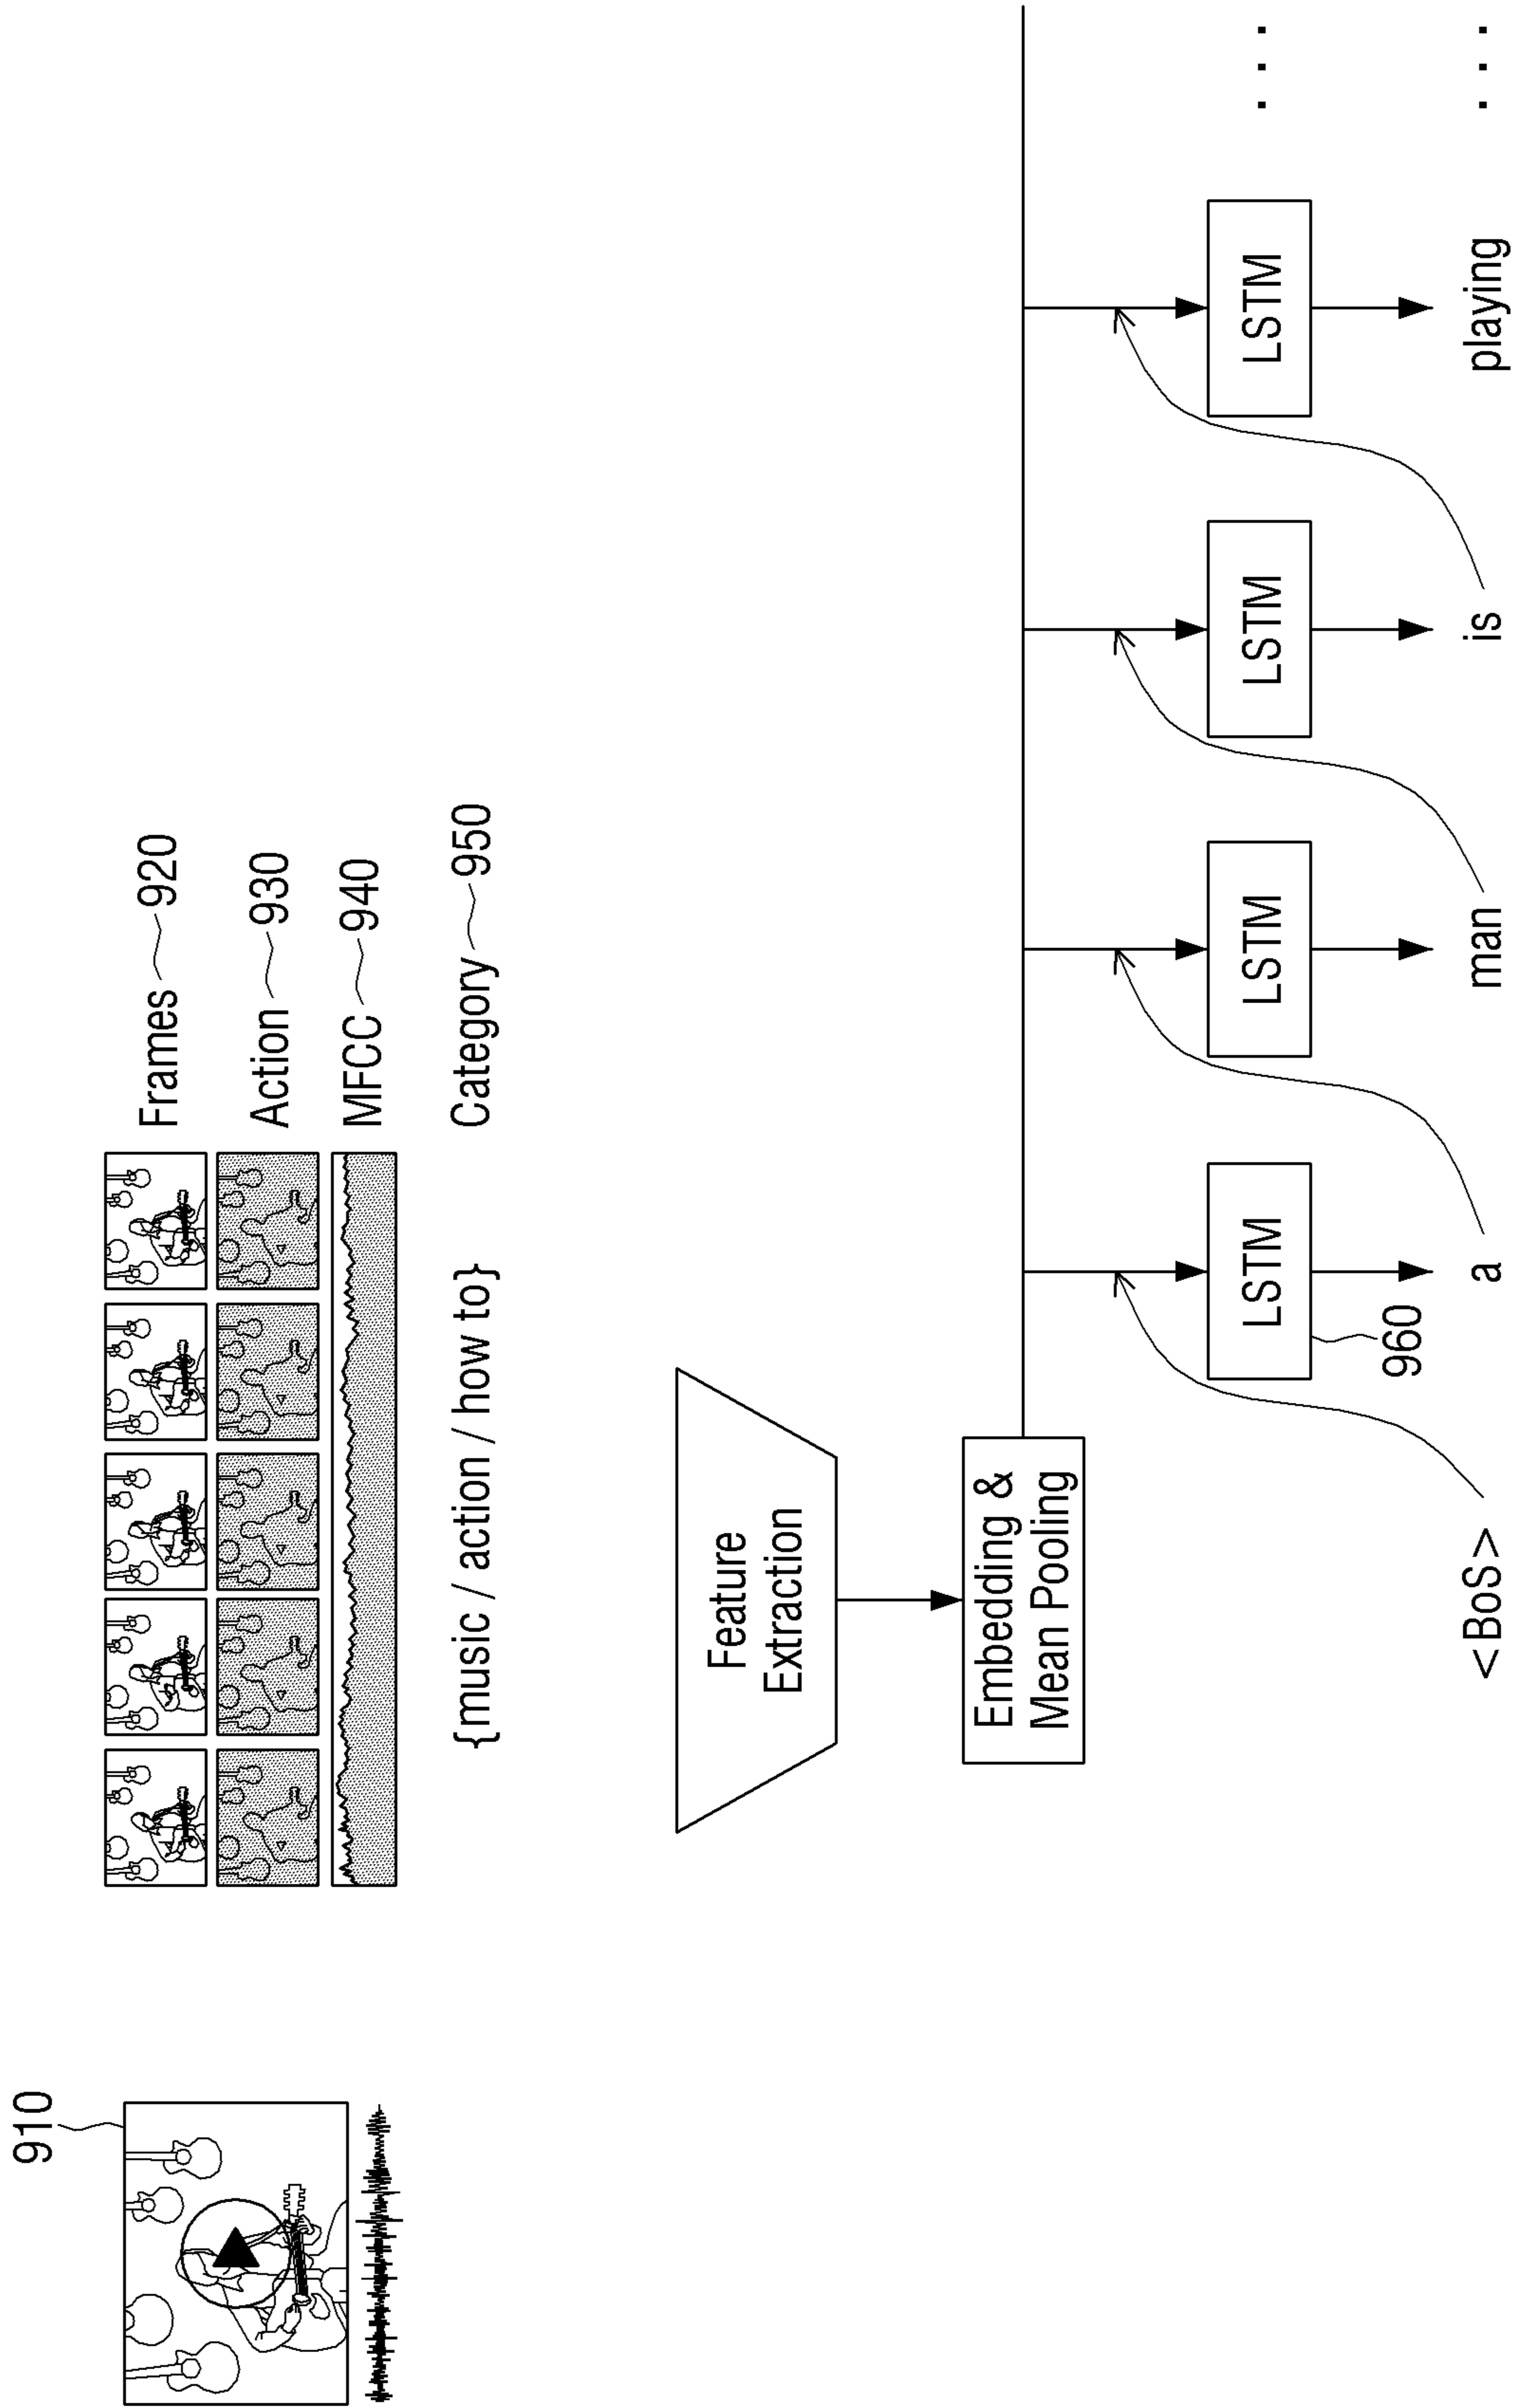 910
Frames 920
Action 930
MFCC 940
{music / action / how to} Category 950
Feature
Extraction
Embedding &
Mean Pooling
LSTM LSTM LSTM LSTM . . .
960
<BoS> a man is playing . . .